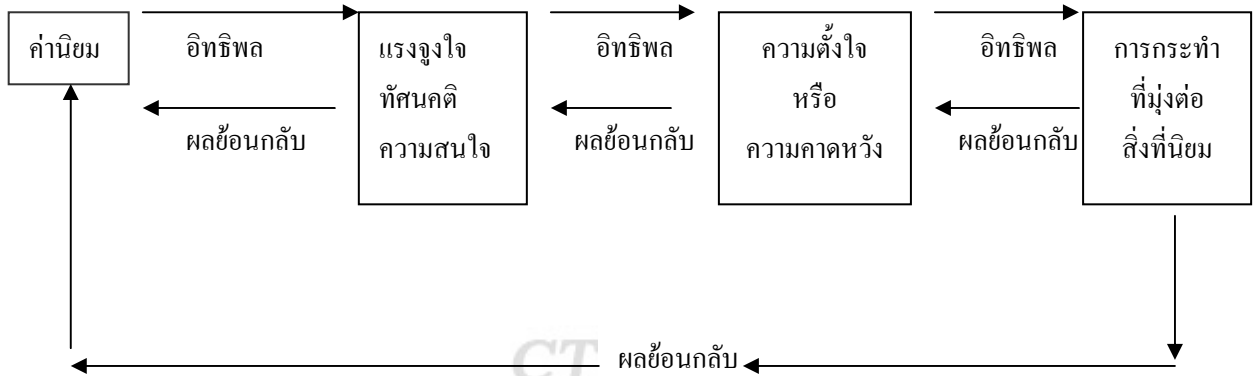 ค่านิยม
อิทธิพล
ผลย้อนกลับ
แรงจูงใจ
ทัศนคติ
ความสนใจ
อิทธิพล
ผลย้อนกลับ
ความตั้งใจ
หรือ
ความคาดหวัง
อิทธิพล
ผลย้อนกลับ
การกระทำ
ที่มุ่งต่อ
สิ่งที่นิยม
CT
ผลย้อนกลับ